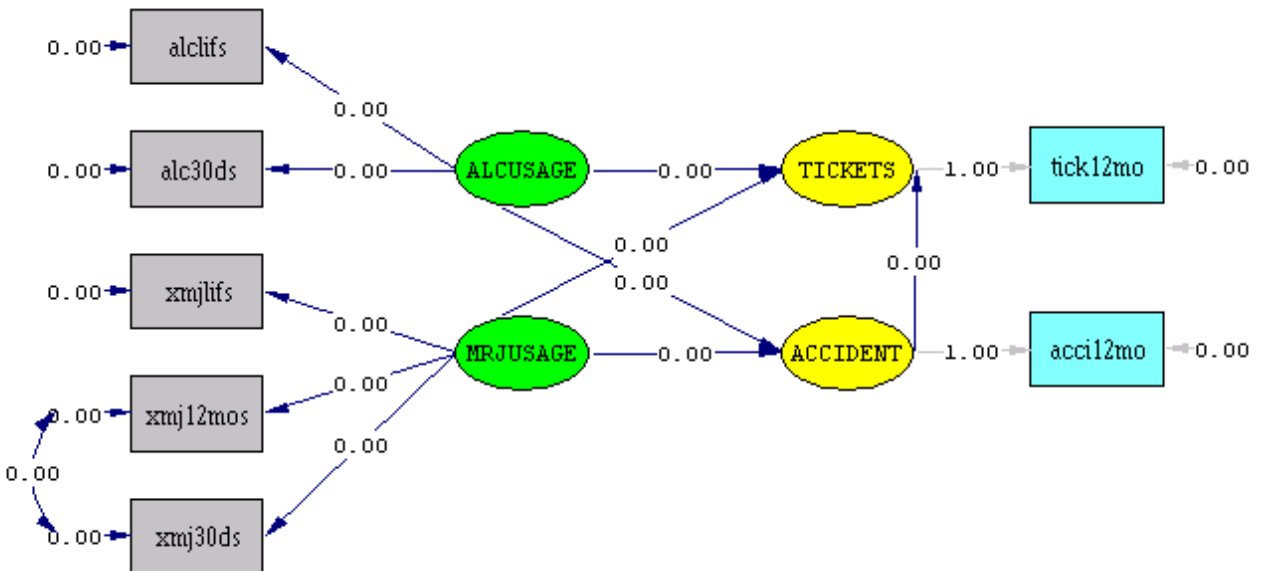 0.00 alclifs
0.00
0.00 alc30ds 0.00 ALCUSAGE 0.00 TICKETS 1.00 tick12mo 0.00
0.00
0.00
0.00
0.00 xmjlifs
0.00
0.00 MRJUSAGE 0.00 ACCIDENT 1.00 acci12mo 0.00
0.00
0.00 xmj12mos
0.00
0.00
0.00 xmj30ds